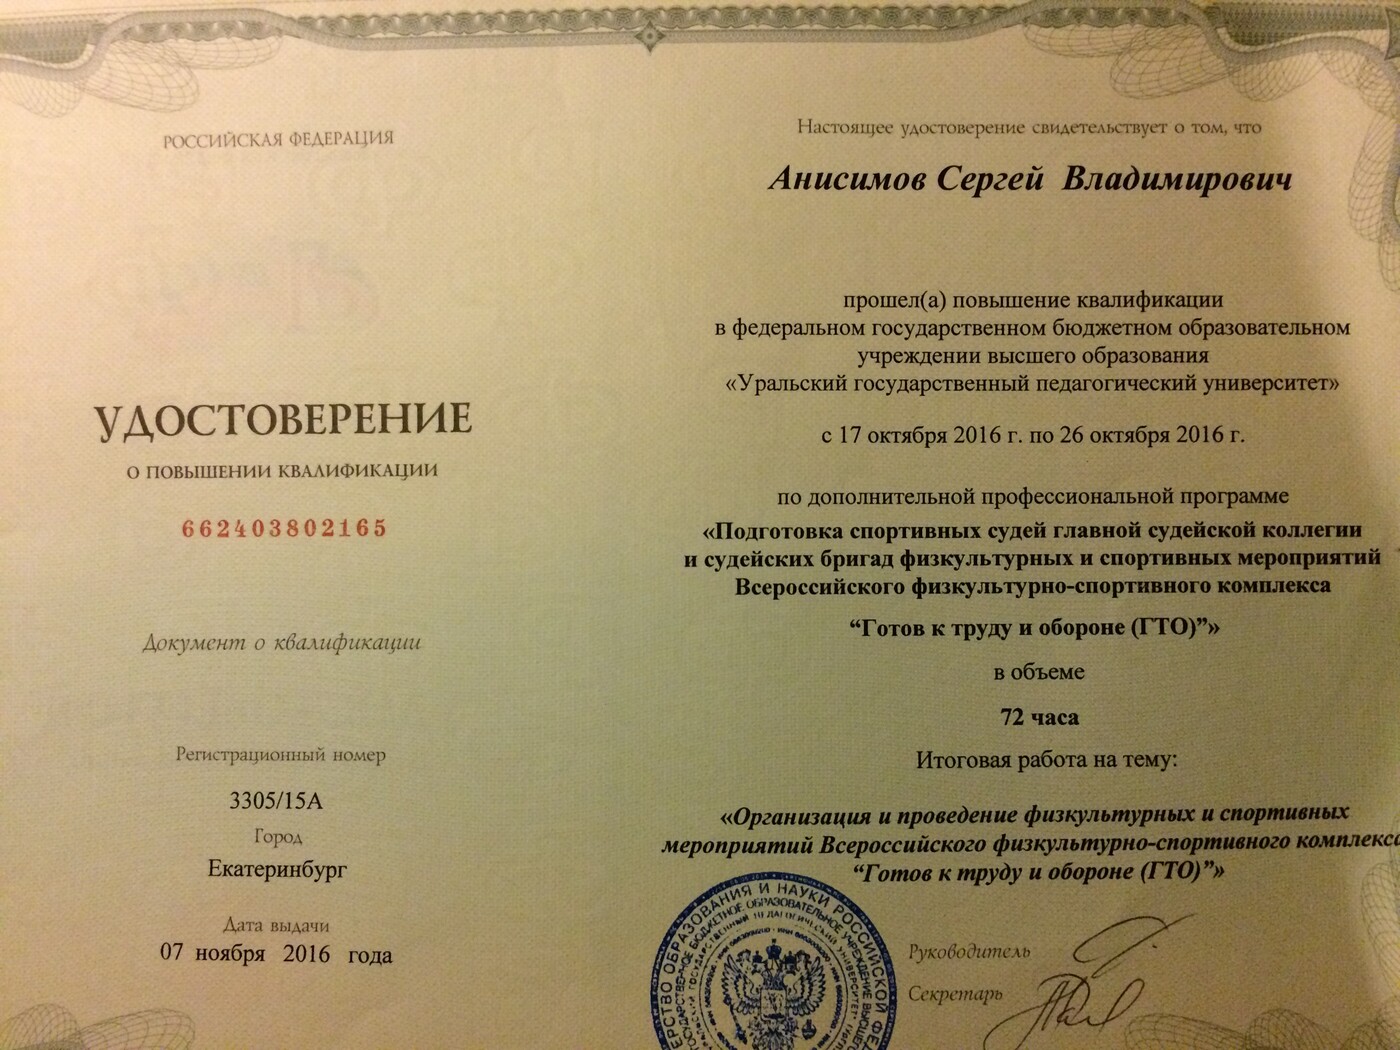 РОССИЙСКАЯ ФЕДЕРАЦИЯ
УДОСТОВЕРЕНИЕ
О ПОВЫШЕНИИ КВАЛИФИКАЦИИ
662403802165
Документ о квалификации
Регистрационный номер
3305/15А
Город
Екатеринбург
Дата выдачи
07 ноября 2016 года
Настоящее удостоверение свидетельствует о том, что
Анисимов Сергей Владимирович
прошел(а) повышение квалификации
в федеральном государственном бюджетном образовательном
учреждении высшего образования
«Уральский государственный педагогический университет»
с 17 октября 2016 г. по 26 октября 2016 г.
по дополнительной профессиональной программе
«Подготовка спортивных судей главной судейской коллегии
и судейских бригад физкультурных и спортивных мероприятий
Всероссийского физкультурно-спортивного комплекса
“Готов к труду и обороне (ГТО)”»
в объеме
72 часа
Итоговая работа на тему:
«Организация и проведение физкультурных и спортивных
мероприятий Всероссийского физкультурно-спортивного комплекса
“Готов к труду и обороне (ГТО)”»
Руководитель
Секретарь
ОБРАЗОВАНИЯ И НАУКИ РОССИЙСКОЙ